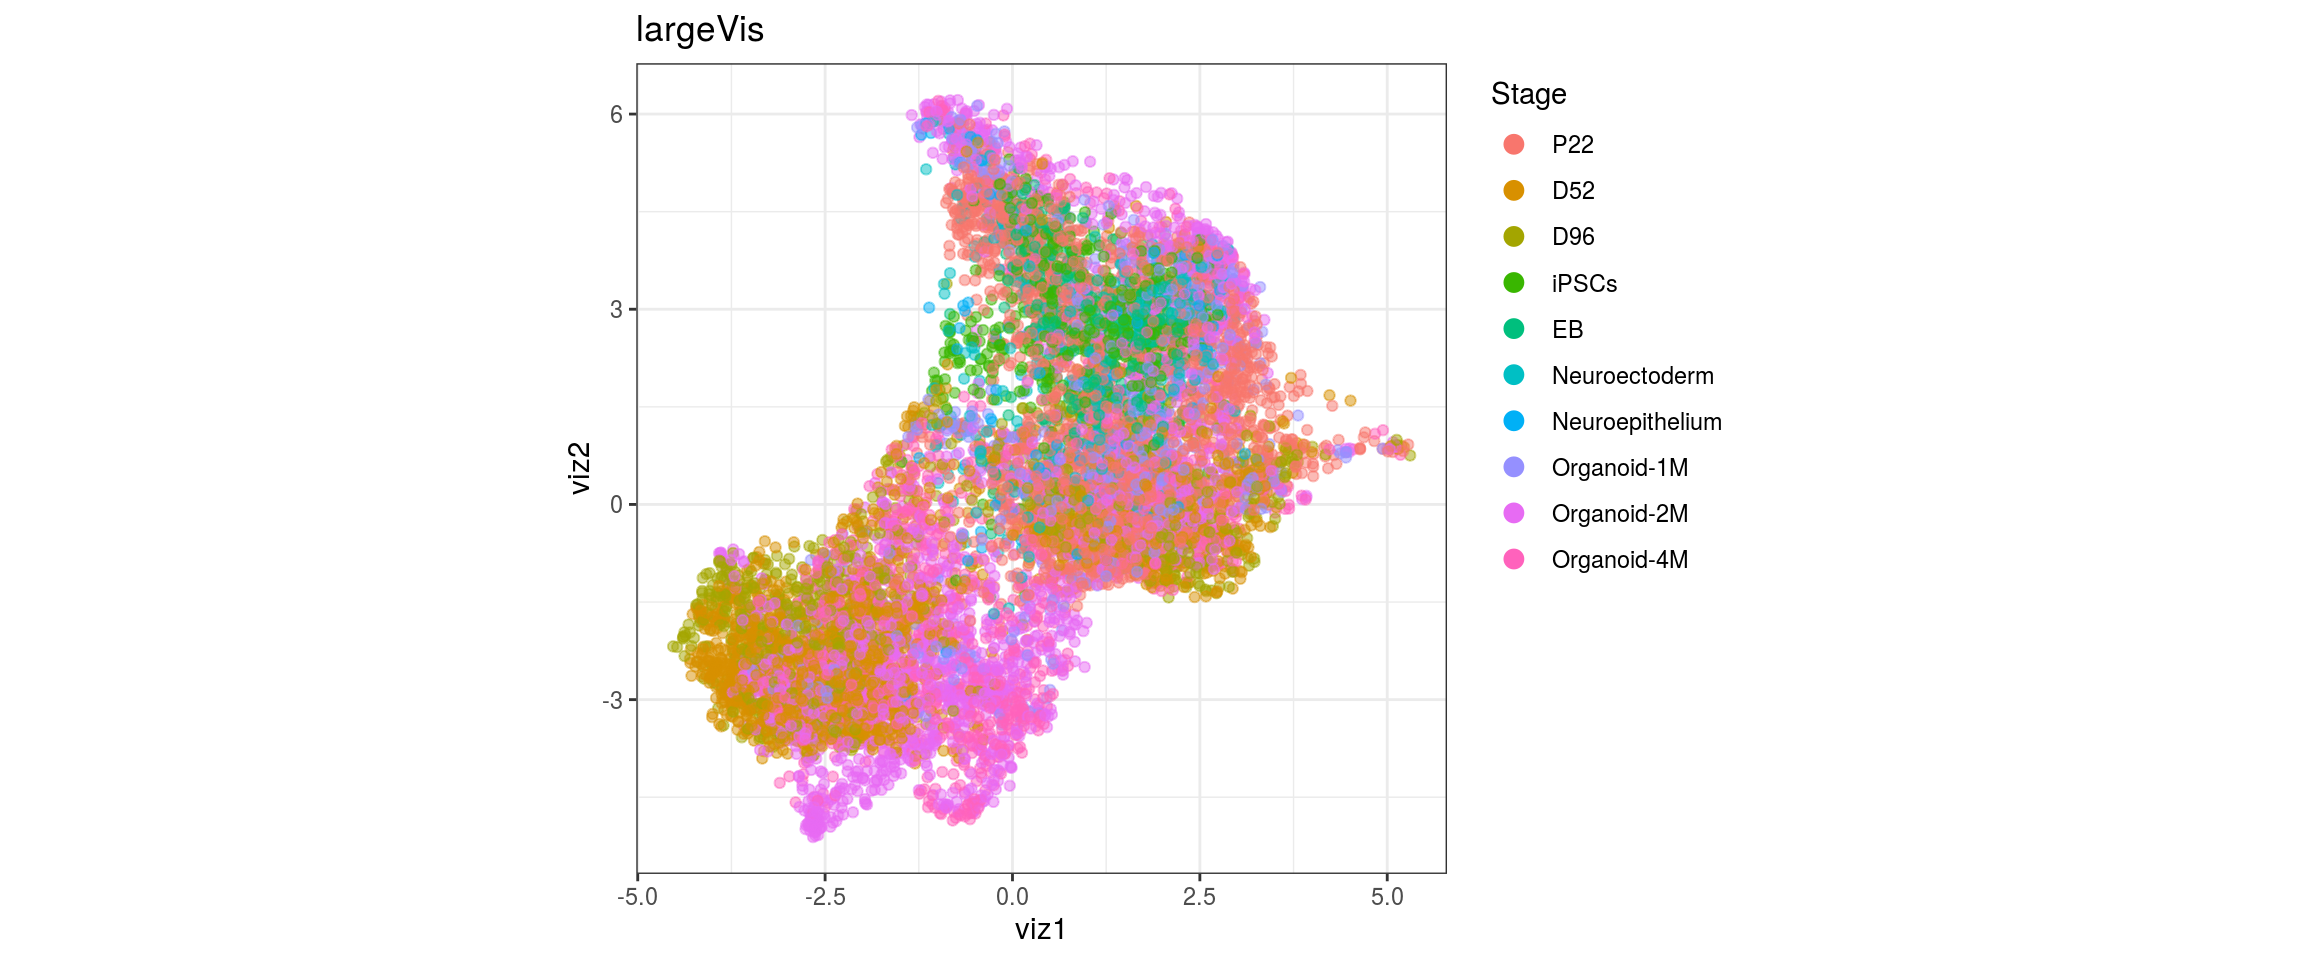 largeVis
6
3
0
-3
-5.0
-2.5
0.0
2.5
5.0
viz1
viz2
Stage
P22
D52
D96
iPSCs
EB
Neuroectoderm
Neuroepithelium
Organoid-1M
Organoid-2M
Organoid-4M